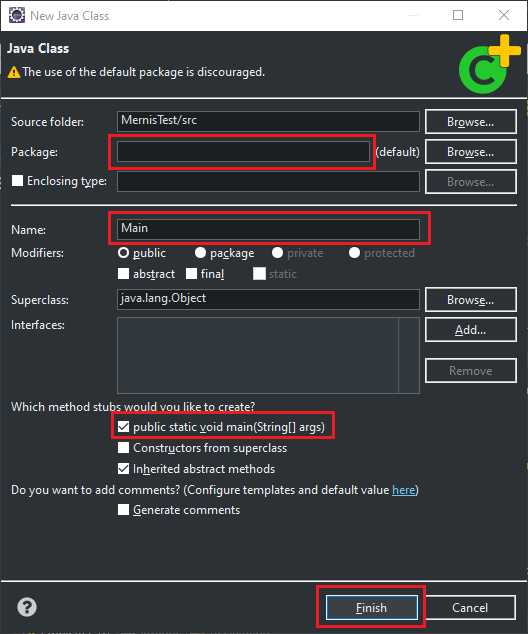 New Java Class
Java Class
The use of the default package is discouraged.
Source folder: MernisTest/src Browse...
Package: (default) Browse...
Enclosing type: Browse...
Name: Main
Modifiers: public package private protected
abstract final static
Superclass: java.lang.Object Browse...
Interfaces: Add...
Remove
Which method stubs would you like to create?
public static void main(String[] args)
Constructors from superclass
Inherited abstract methods
Do you want to add comments? (Configure templates and default value here)
Generate comments
? Finish Cancel